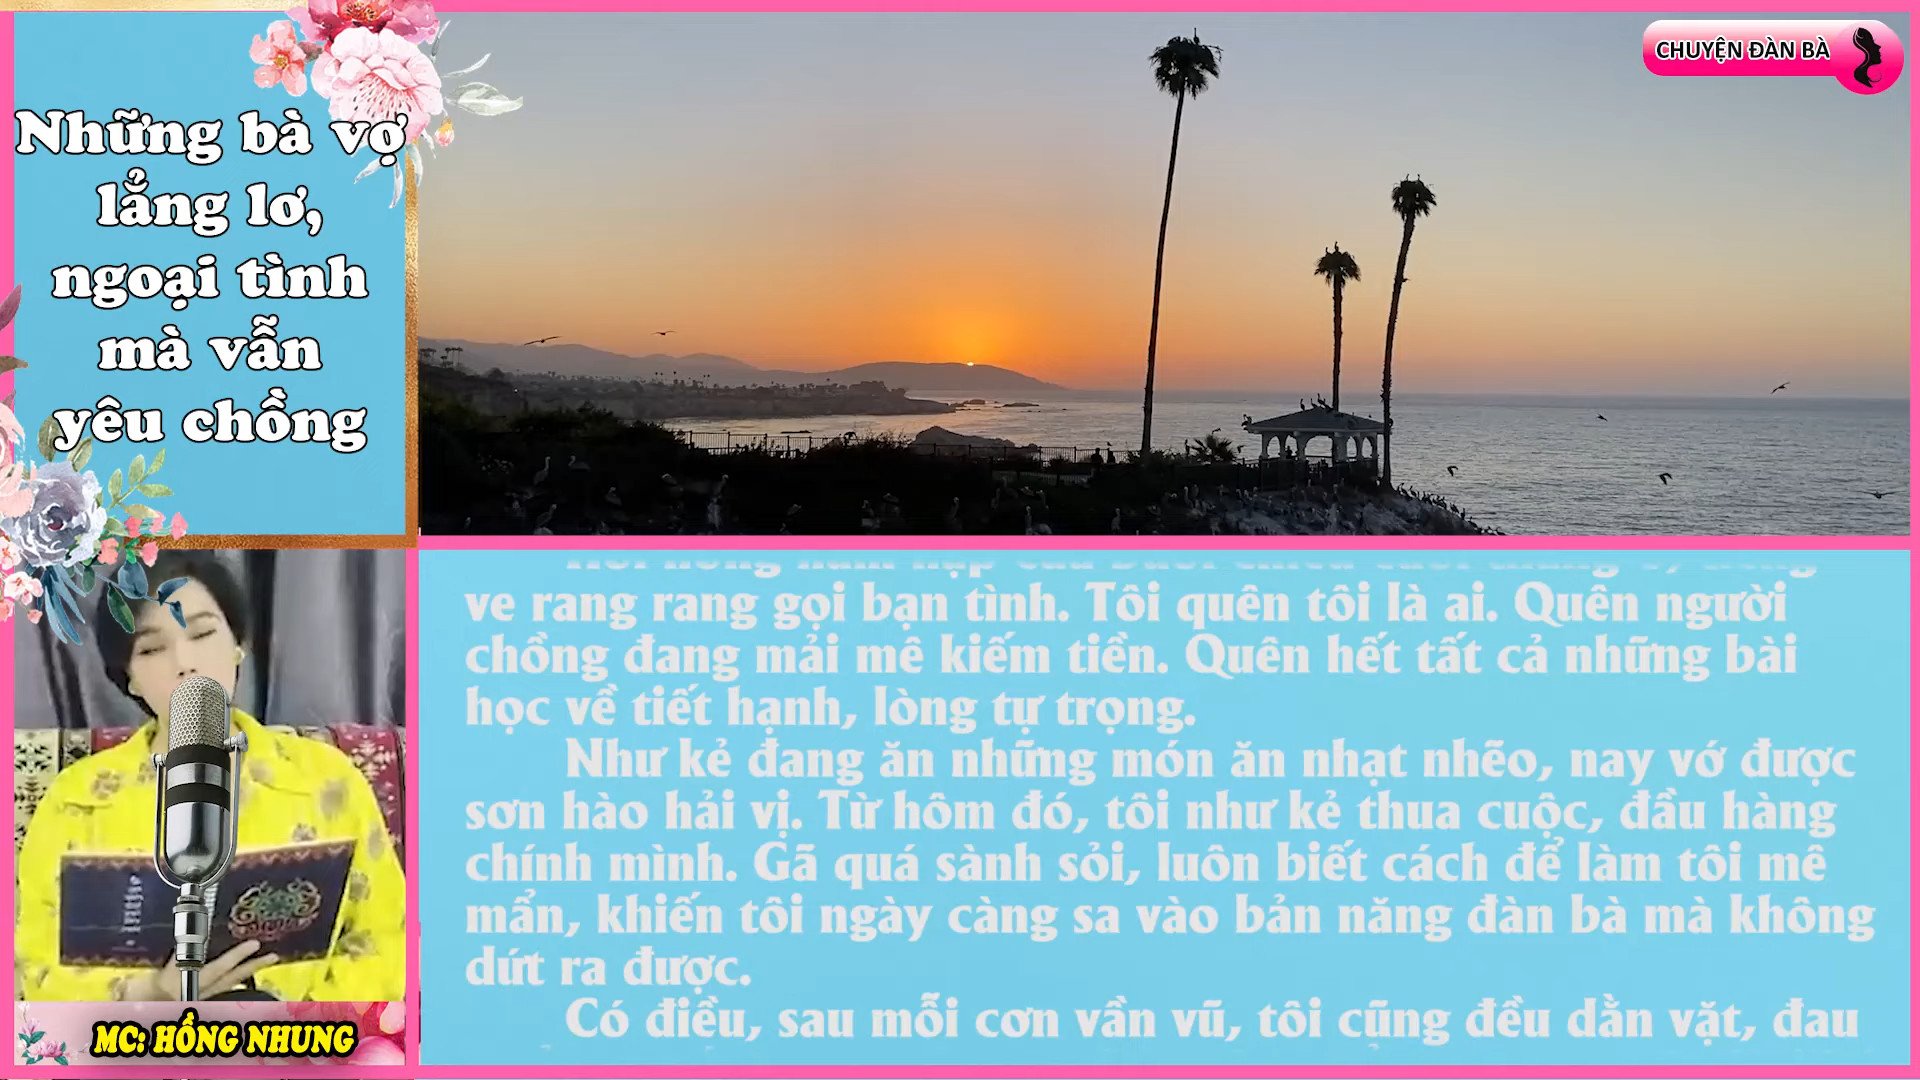 CHUYỆN ĐÀN BÀ
Những bà vợ
lẳng lơ,
ngoại tình
mà vẫn
yêu chồng
ve rang rang gọi bạn tình. Tôi quên tôi là ai. Quên người
chồng đang mải mê kiếm tiền. Quên hết tất cả những bài
học về tiết hạnh, lòng tự trọng.
Như kẻ đang ăn những món ăn nhạt nhẽo, nay vớ được
sơn hào hải vị. Từ hôm đó, tôi như kẻ thua cuộc, đầu hàng
chính mình. Gã quá sành sỏi, luôn biết cách để làm tôi mê
mẩn, khiến tôi ngày càng sa vào bản năng đàn bà mà không
dứt ra được.
Có điều, sau mỗi cơn vần vũ, tôi cũng đều dằn vặt, đau
MC: HỒNG NHUNG